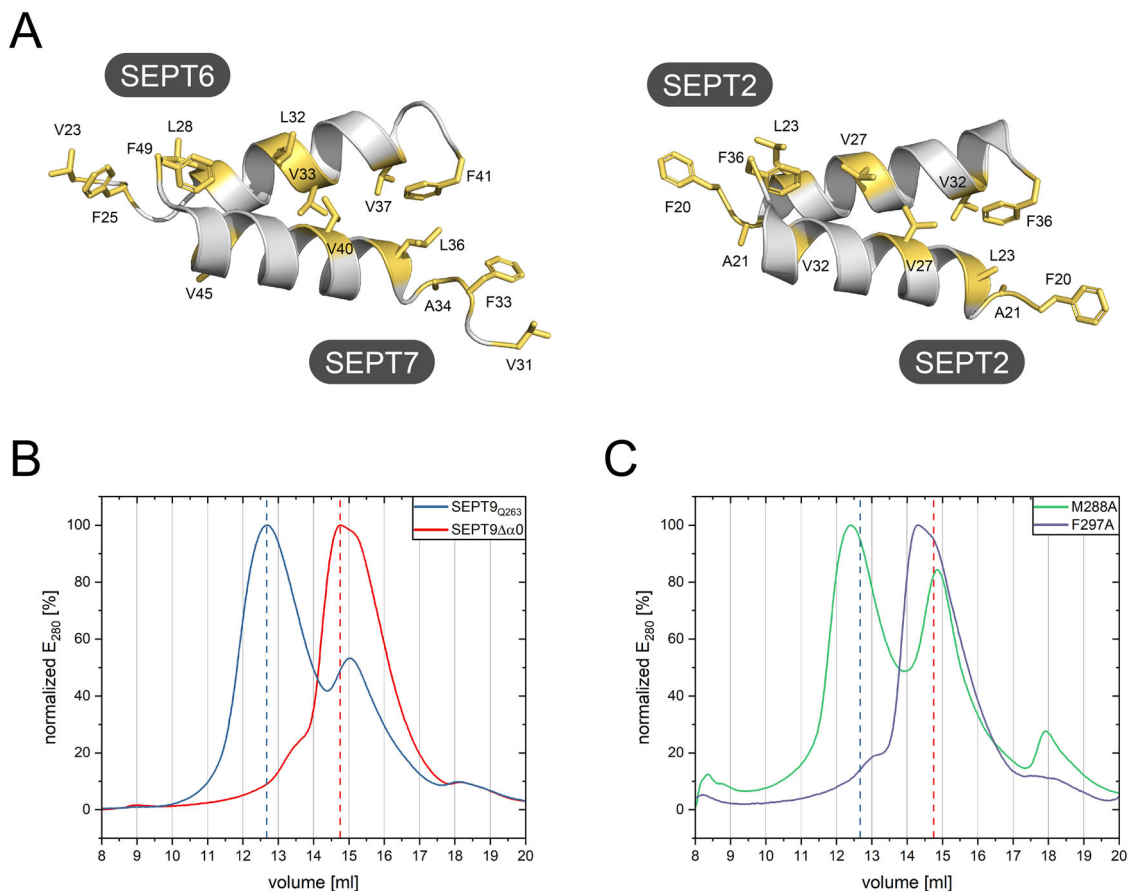 A
SEPT6
SEPT2
V23
F49
L28
L32
V33
V37
F41
F25
V40
L36
V45
A34
F33
V31
SEPT7
L23
F36
V27
V32
F36
F20
A21
V32
V27
L23
F20
A21
SEPT2
B
C
SEPT9Q263
SEPT9Δα0
normalized E280 [%]
100
80
60
40
20
0
8 9 10 11 12 13 14 15 16 17 18 19 20
volume [ml]
M288A
F297A
normalized E280 [%]
100
80
60
40
20
0
8 9 10 11 12 13 14 15 16 17 18 19 20
volume [ml]